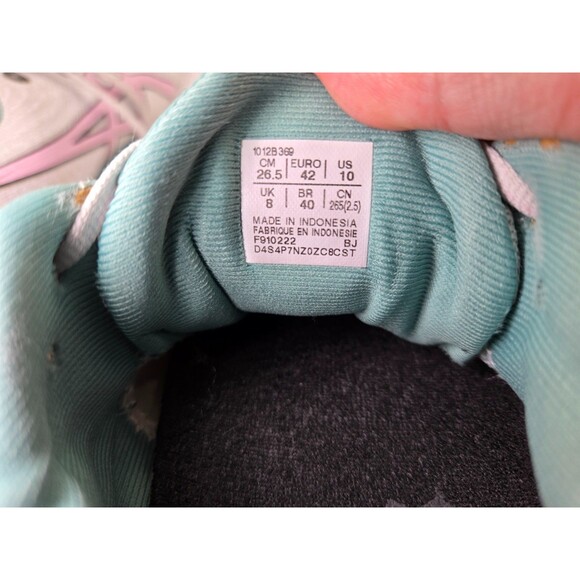 1012B369
CM EURO US
26.5 42 10
UK BR CN
8 40 265(2.5)
MADE IN INDONESIA
FABRIQUE EN INDONESIE
F910222 BJ
D4S4P7NZ0ZC8CST